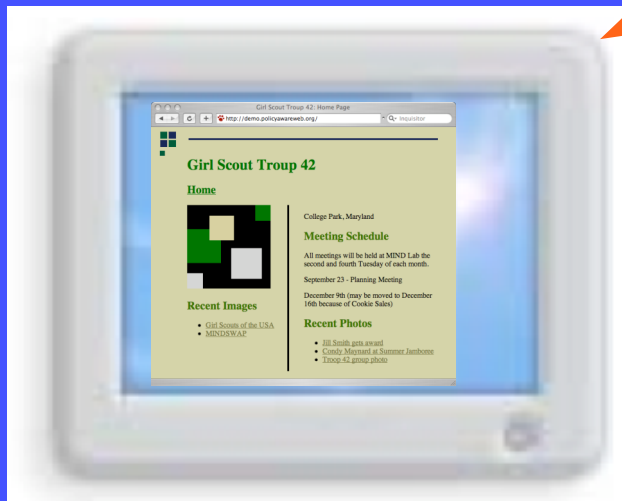 Girl Scout Troup 42: Home Page
http://demo.policyawareweb.org/
Inquisitor
Girl Scout Troup 42
Home
College Park, Maryland
Meeting Schedule
All meetings will be held at MIND Lab the
second and fourth Tuesday of each month.
September 23 - Planning Meeting
December 9th (may be moved to December
16th because of Cookie Sales)
Recent Images
• Girl Scouts of the USA
• MINDSWAP
Recent Photos
• Jill Smith gets award
• Condy Maynard at Summer Jamboree
• Troop 42 group photo